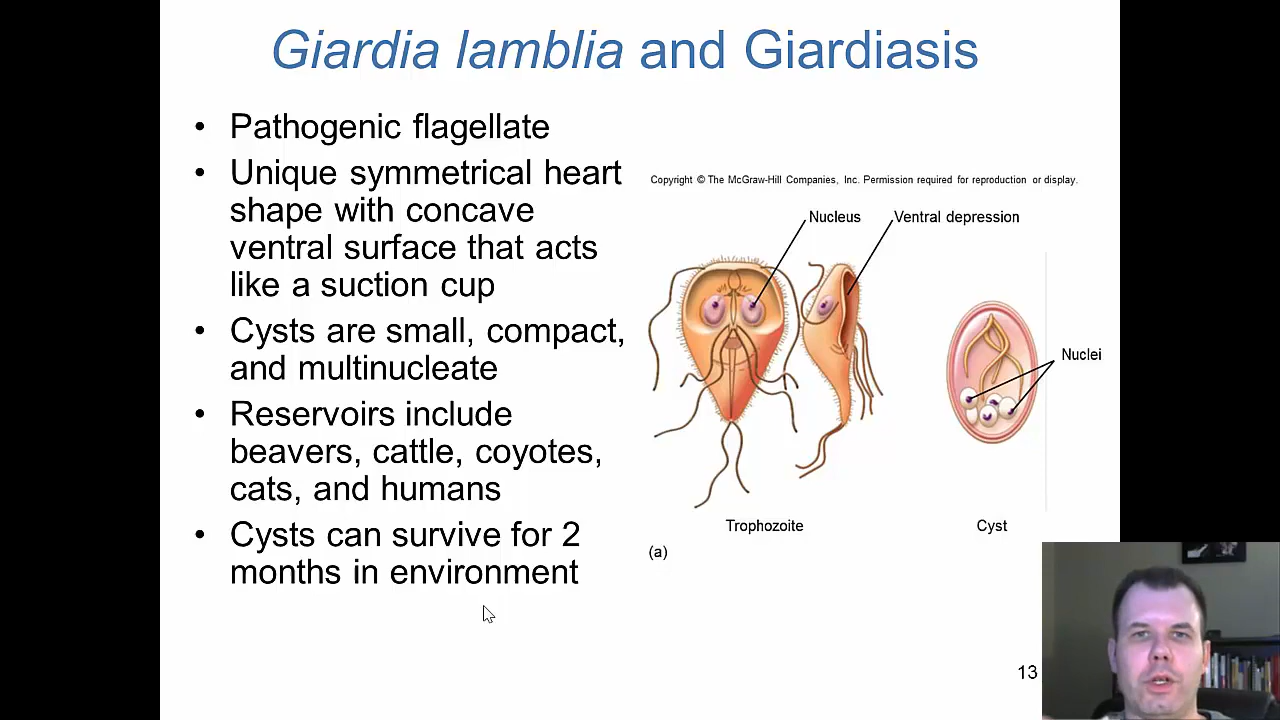 Giardia lamblia and Giardiasis
• Pathogenic flagellate
• Unique symmetrical heart
shape with concave
ventral surface that acts
like a suction cup
• Cysts are small, compact,
and multinucleate
• Reservoirs include
beavers, cattle, coyotes,
cats, and humans
• Cysts can survive for 2
months in environment
Copyright © The McGraw-Hill Companies, Inc. Permission required for reproduction or display.
Nucleus
Ventral depression
Nuclei
Trophozoite
Cyst
(a)
13